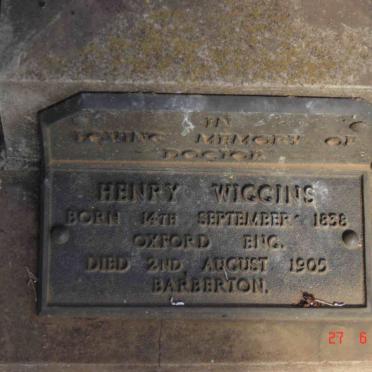 IN
LOVING MEMORY OF
DOCTOR
HENRY WIGGINS
BORN 14TH SEPTEMBER 1838
OXFORD ENG.
DIED 2ND AUGUST 1905
BARBERTON.
27 6